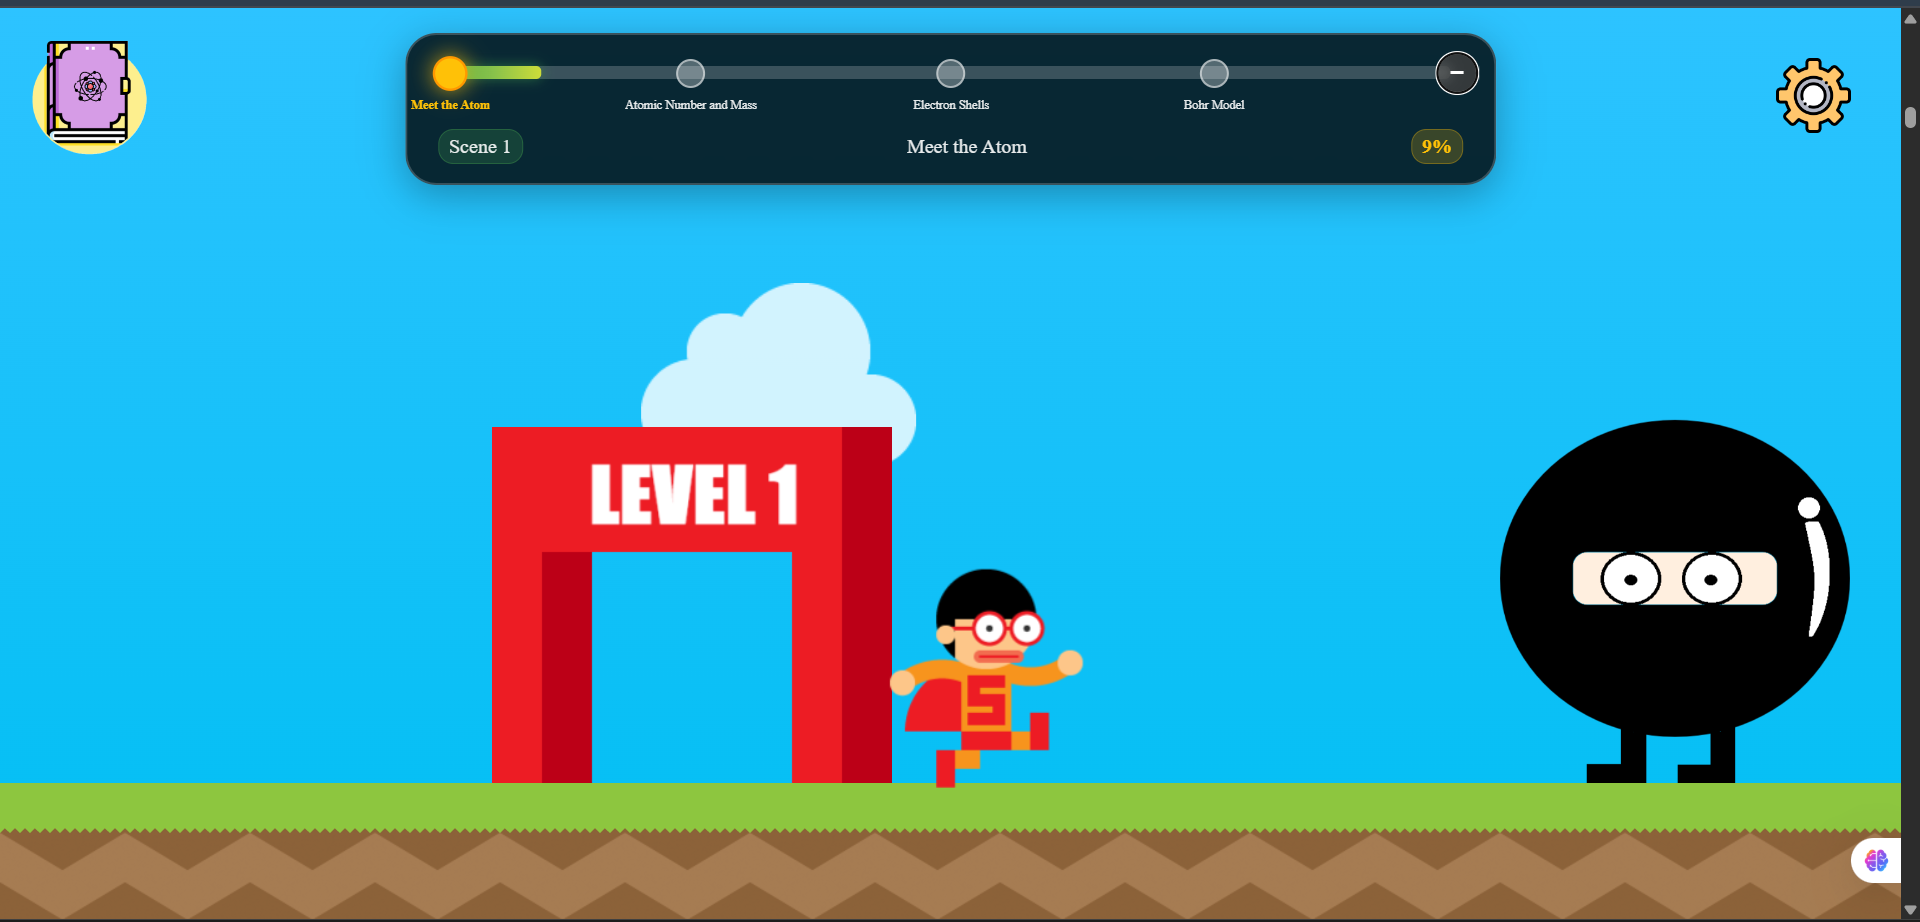 Meet the Atom
Atomic Number and Mass
Electron Shells
Bohr Model
Scene 1
Meet the Atom
9%
LEVEL 1
S